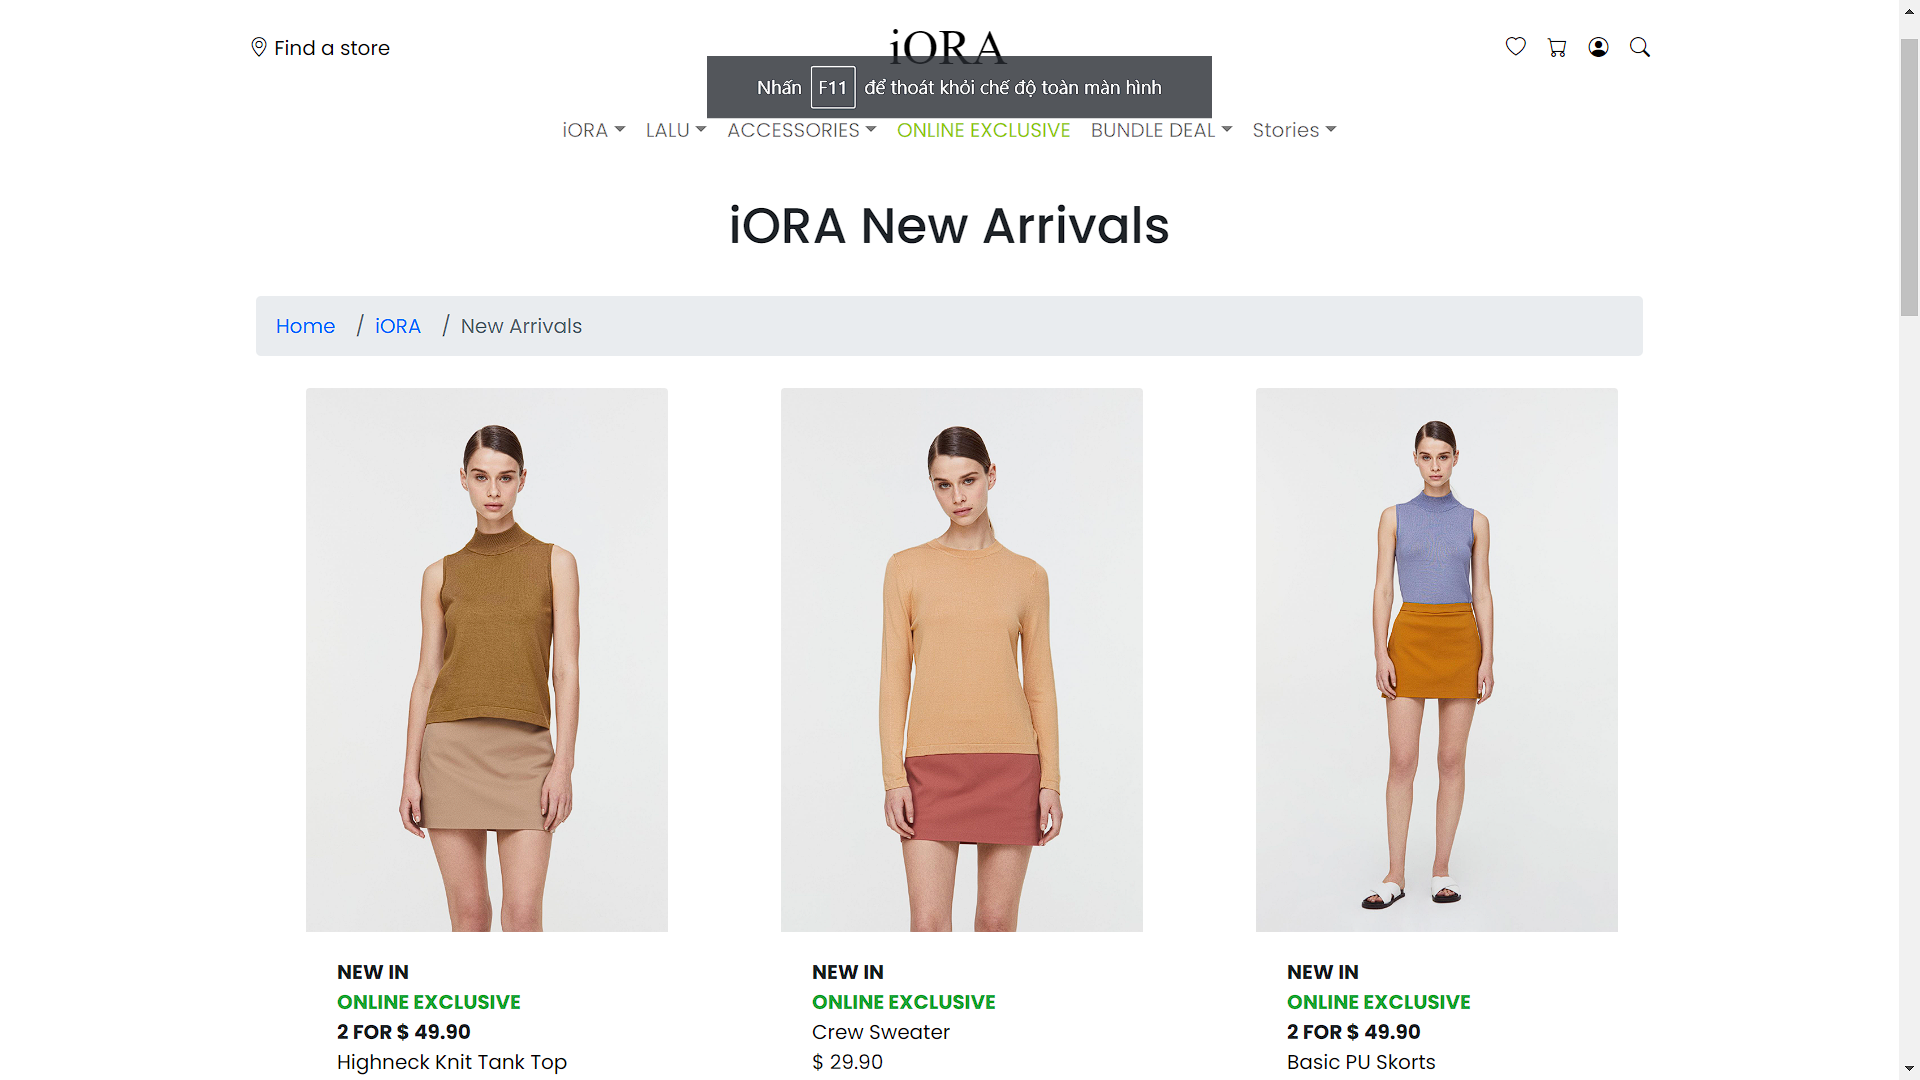 Find a store
iORA
Nhấn F11 để thoát khỏi chế độ toàn màn hình
iORA LALU ACCESSORIES ONLINE EXCLUSIVE BUNDLE DEAL Stories
iORA New Arrivals
Home / iORA / New Arrivals
NEW IN
ONLINE EXCLUSIVE
2 FOR $ 49.90
Highneck Knit Tank Top
NEW IN
ONLINE EXCLUSIVE
Crew Sweater
$ 29.90
NEW IN
ONLINE EXCLUSIVE
2 FOR $ 49.90
Basic PU Skorts